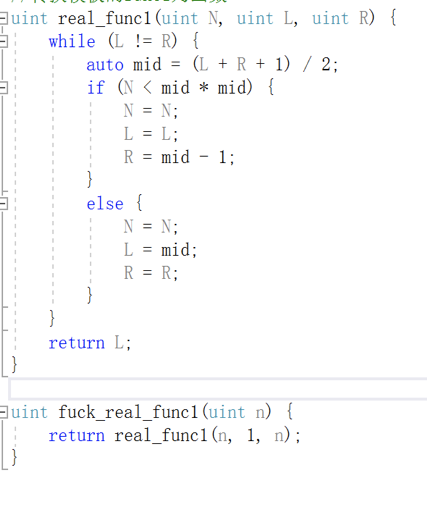 uint real_func1(uint N, uint L, uint R) {
while (L != R) {
auto mid = (L + R + 1) / 2;
if (N < mid * mid) {
N = N;
L = L;
R = mid - 1;
}
else {
N = N;
L = mid;
R = R;
}
}
return L;
}
uint fuck_real_func1(uint n) {
return real_func1(n, 1, n);
}